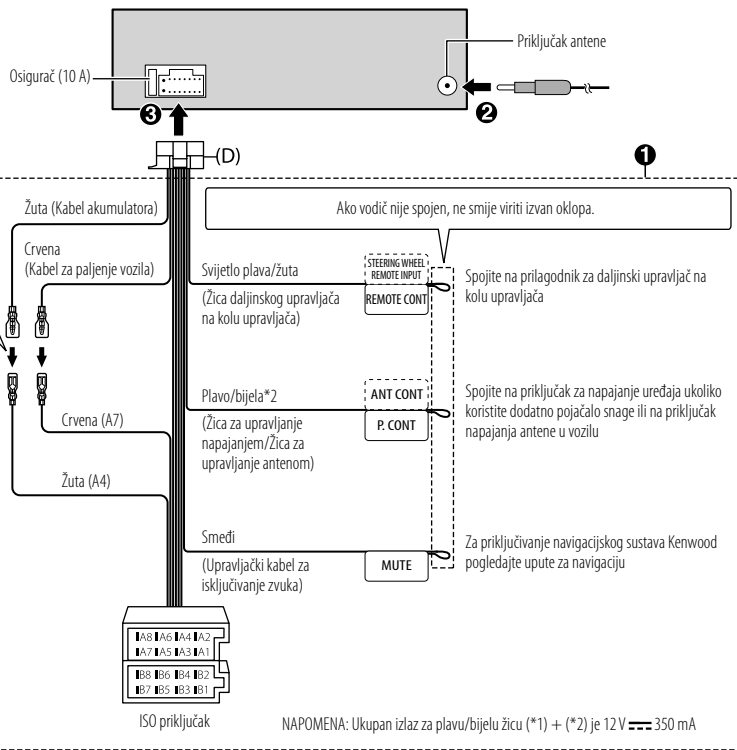 Priključak antene
Osigurač (10 A)
3
2
(D)
1
Žuta (Kabel akumulatora)
Ako vodič nije spojen, ne smije viriti izvan oklopa.
Crvena
(Kabel za paljenje vozila)
Svijetlo plava/žuta
(Žica daljinskog upravljača
na kolu upravljača)
STEERING WHEEL
REMOTE INPUT
REMOTE CONT
Spojite na prilagodnik za daljinski upravljač na
kolu upravljača
Plavo/bijela*2
(Žica za upravljanje
napajanjem/Žica za
upravljanje antenom)
ANT CONT
P. CONT
Spojite na priključak za napajanje uređaja ukoliko
koristite dodatno pojačalo snage ili na priključak
napajanja antene u vozilu
Crvena (A7)
Žuta (A4)
Smeđi
(Upravljački kabel za
isključivanje zvuka)
MUTE
Za priključivanje navigacijskog sustava Kenwood
pogledajte upute za navigaciju
A8 A6 A4 A2
A7 A5 A3 A1
B8 B6 B4 B2
B7 B5 B3 B1
ISO priključak
NAPOMENA: Ukupan izlaz za plavu/bijelu žicu (*1) + (*2) je 12 V ⎓ 350 mA